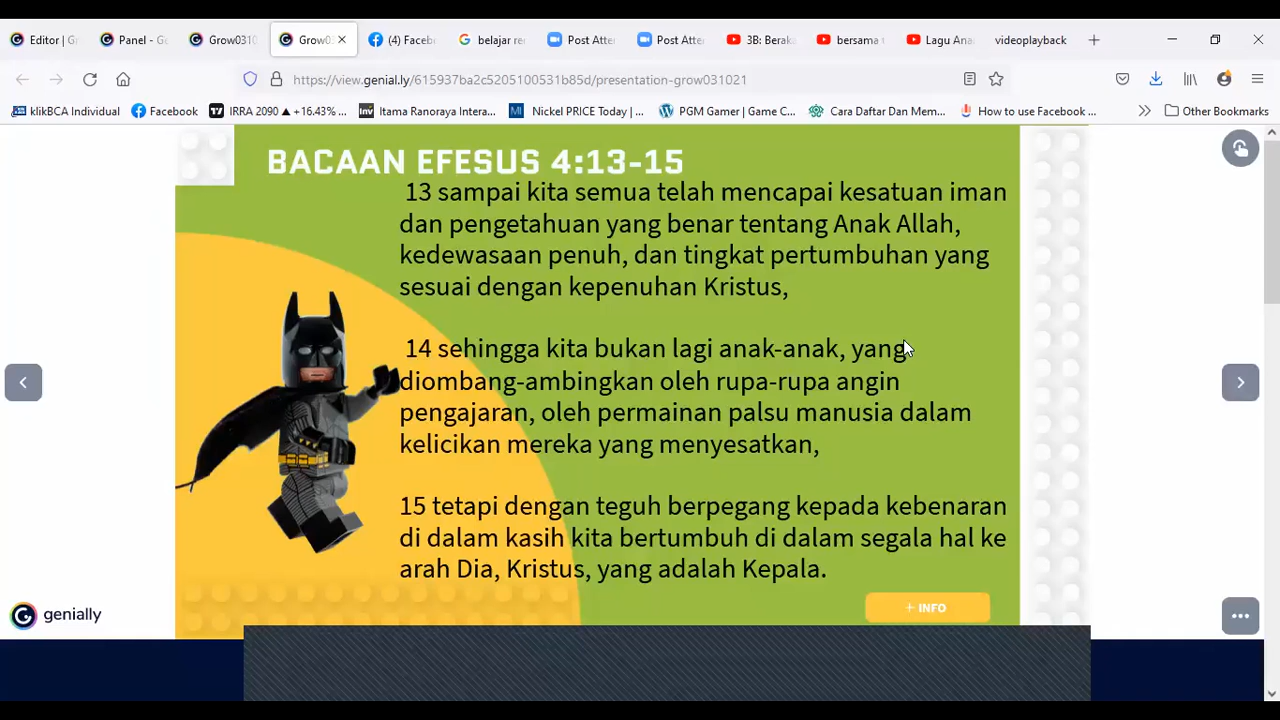 Editor | G
Panel - Ge
Grow0310
Grow0
(4) Faceb
belajar re
Post Atte
Post Atte
3B: Beraka
bersama t
Lagu Ana
videoplayback
https://view.genial.ly/615937ba2c5205100531b85d/presentation-grow031021
klikBCA Individual
Facebook
IRRA 2090 ▲ +16.43% ...
Itama Ranoraya Intera...
Nickel PRICE Today | ...
PGM Gamer | Game C...
Cara Daftar Dan Mem...
How to use Facebook ...
Other Bookmarks
BACAAN EFESUS 4:13-15
13 sampai kita semua telah mencapai kesatuan iman
dan pengetahuan yang benar tentang Anak Allah,
kedewasaan penuh, dan tingkat pertumbuhan yang
sesuai dengan kepenuhan Kristus,
14 sehingga kita bukan lagi anak-anak, yang
diombang-ambingkan oleh rupa-rupa angin
pengajaran, oleh permainan palsu manusia dalam
kelicikan mereka yang menyesatkan,
15 tetapi dengan teguh berpegang kepada kebenaran
di dalam kasih kita bertumbuh di dalam segala hal ke
arah Dia, Kristus, yang adalah Kepala.
+ INFO
genially